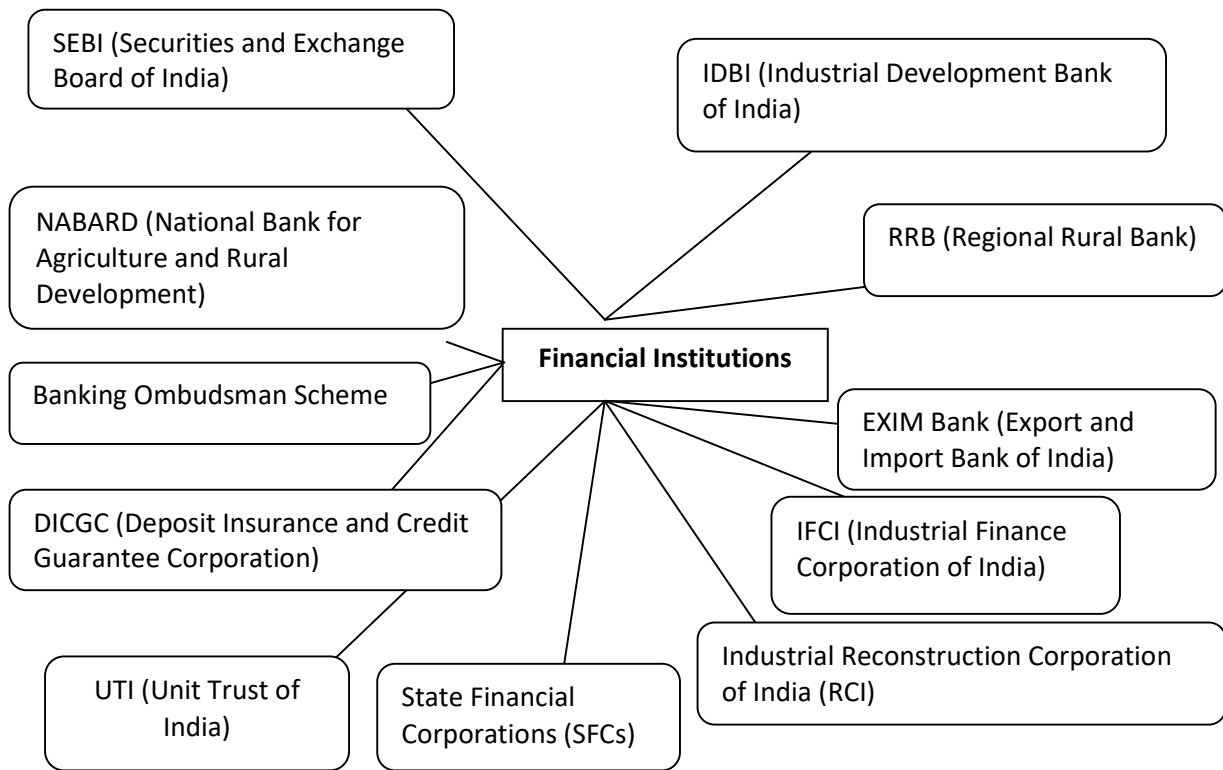 SEBI (Securities and Exchange
Board of India)
IDBI (Industrial Development Bank
of India)
NABARD (National Bank for
Agriculture and Rural
Development)
RRB (Regional Rural Bank)
Financial Institutions
Banking Ombudsman Scheme
EXIM Bank (Export and
Import Bank of India)
DICGC (Deposit Insurance and Credit
Guarantee Corporation)
IFCI (Industrial Finance
Corporation of India)
Industrial Reconstruction Corporation
of India (RCI)
UTI (Unit Trust of
India)
State Financial
Corporations (SFCs)